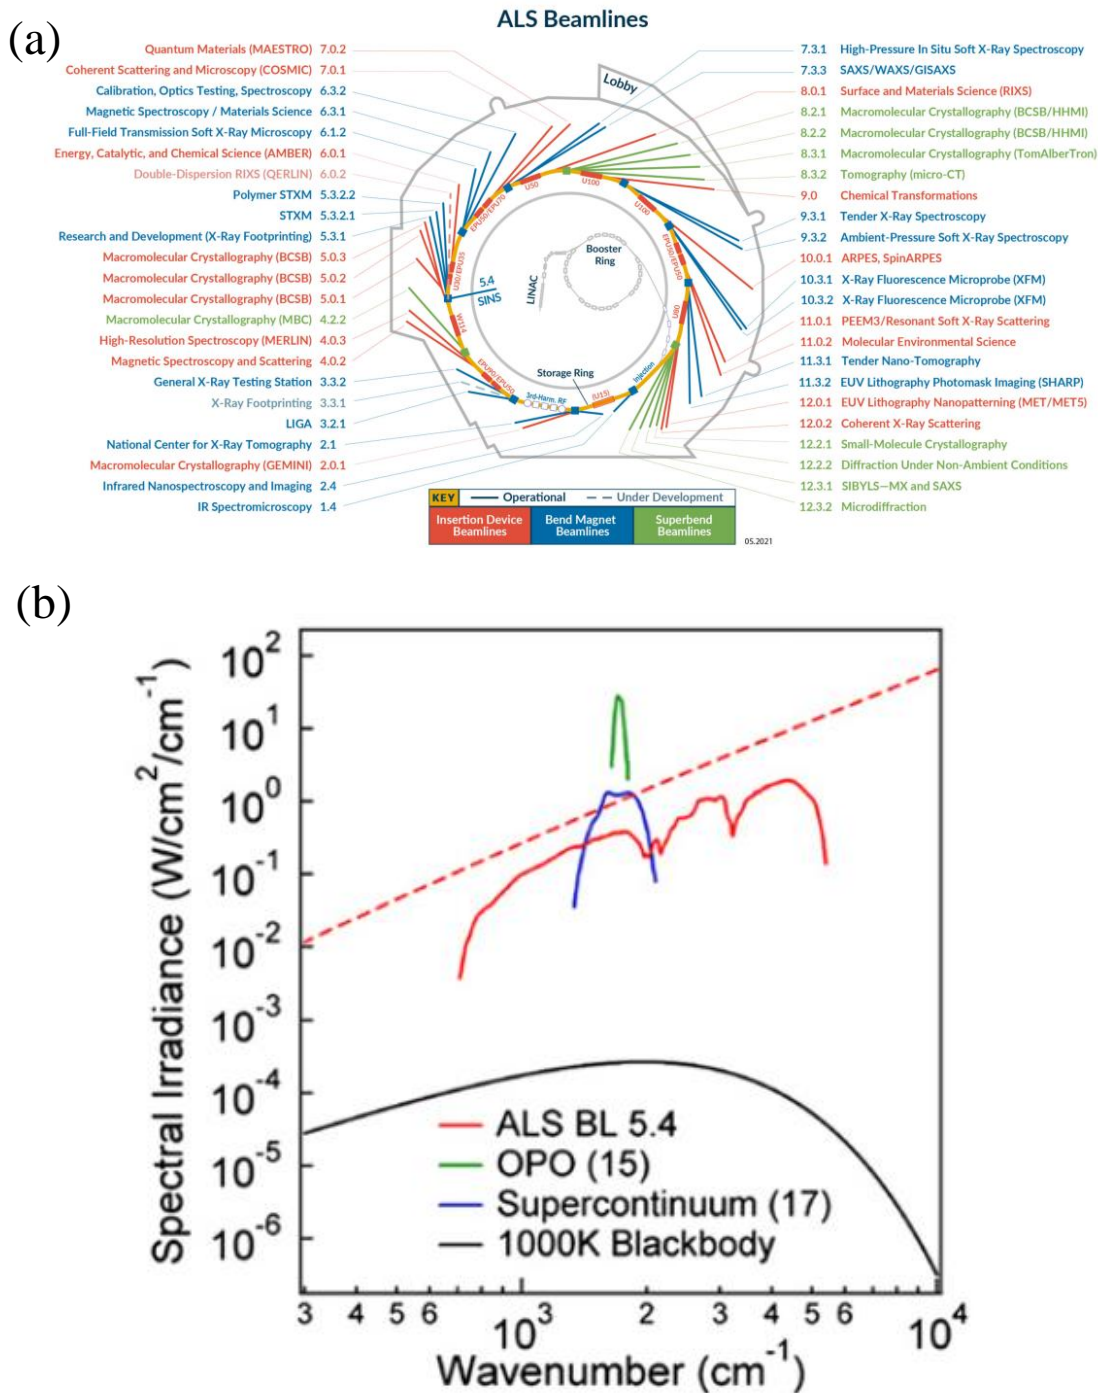 (a)
ALS Beamlines
Quantum Materials (MAESTRO) 7.0.2
Coherent Scattering and Microscopy (COSMIC) 7.0.1
Calibration, Optics Testing, Spectroscopy 6.3.2
Magnetic Spectroscopy / Materials Science 6.3.1
Full-Field Transmission Soft X-Ray Microscopy 6.1.2
Energy, Catalytic, and Chemical Science (AMBER) 6.0.1
Double-Dispersion RIXS (QERLIN) 6.0.2
Polymer STXM 5.3.2.2
STXM 5.3.2.1
Research and Development (X-Ray Footprinting) 5.3.1
Macromolecular Crystallography (BCSB) 5.0.3
Macromolecular Crystallography (BCSB) 5.0.2
Macromolecular Crystallography (BCSB) 5.0.1
Macromolecular Crystallography (MBC) 4.2.2
High-Resolution Spectroscopy (MERLIN) 4.0.3
Magnetic Spectroscopy and Scattering 4.0.2
General X-Ray Testing Station 3.3.2
X-Ray Footprinting 3.3.1
LIGA 3.2.1
National Center for X-Ray Tomography 2.1
Macromolecular Crystallography (GEMINI) 2.0.1
Infrared Nanospectroscopy and Imaging 2.4
IR Spectromicroscopy 1.4
Lobby
U50
U100
U100
EPU50/EPU70
EPU50/EPU50
U50/EPU35
U80
W114
EPU90/EPU50
3rd-Harm. RF
(U15)
Injection
5.4
SINS
LINAC
Booster
Ring
Storage Ring
7.3.1 High-Pressure In Situ Soft X-Ray Spectroscopy
7.3.3 SAXS/WAXS/GISAXS
8.0.1 Surface and Materials Science (RIXS)
8.2.1 Macromolecular Crystallography (BCSB/HHMI)
8.2.2 Macromolecular Crystallography (BCSB/HHMI)
8.3.1 Macromolecular Crystallography (TomAlberTron)
8.3.2 Tomography (micro-CT)
9.0 Chemical Transformations
9.3.1 Tender X-Ray Spectroscopy
9.3.2 Ambient-Pressure Soft X-Ray Spectroscopy
10.0.1 ARPES, SpinARPES
10.3.1 X-Ray Fluorescence Microprobe (XFM)
10.3.2 X-Ray Fluorescence Microprobe (XFM)
11.0.1 PEEM3/Resonant Soft X-Ray Scattering
11.0.2 Molecular Environmental Science
11.3.1 Tender Nano-Tomography
11.3.2 EUV Lithography Photomask Imaging (SHARP)
12.0.1 EUV Lithography Nanopatterning (MET/MET5)
12.0.2 Coherent X-Ray Scattering
12.2.1 Small-Molecule Crystallography
12.2.2 Diffraction Under Non-Ambient Conditions
12.3.1 SIBYLS—MX and SAXS
12.3.2 Microdiffraction
KEY Operational Under Development
Insertion Device Beamlines
Bend Magnet Beamlines
Superbend Beamlines
05.2021
(b)
Spectral Irradiance (W/cm²/cm⁻¹)
10²
10¹
10⁰
10⁻¹
10⁻²
10⁻³
10⁻⁴
10⁻⁵
10⁻⁶
ALS BL 5.4
OPO (15)
Supercontinuum (17)
1000K Blackbody
3 4 5 6 10³ 2 3 4 5 6 10⁴
Wavenumber (cm⁻¹)